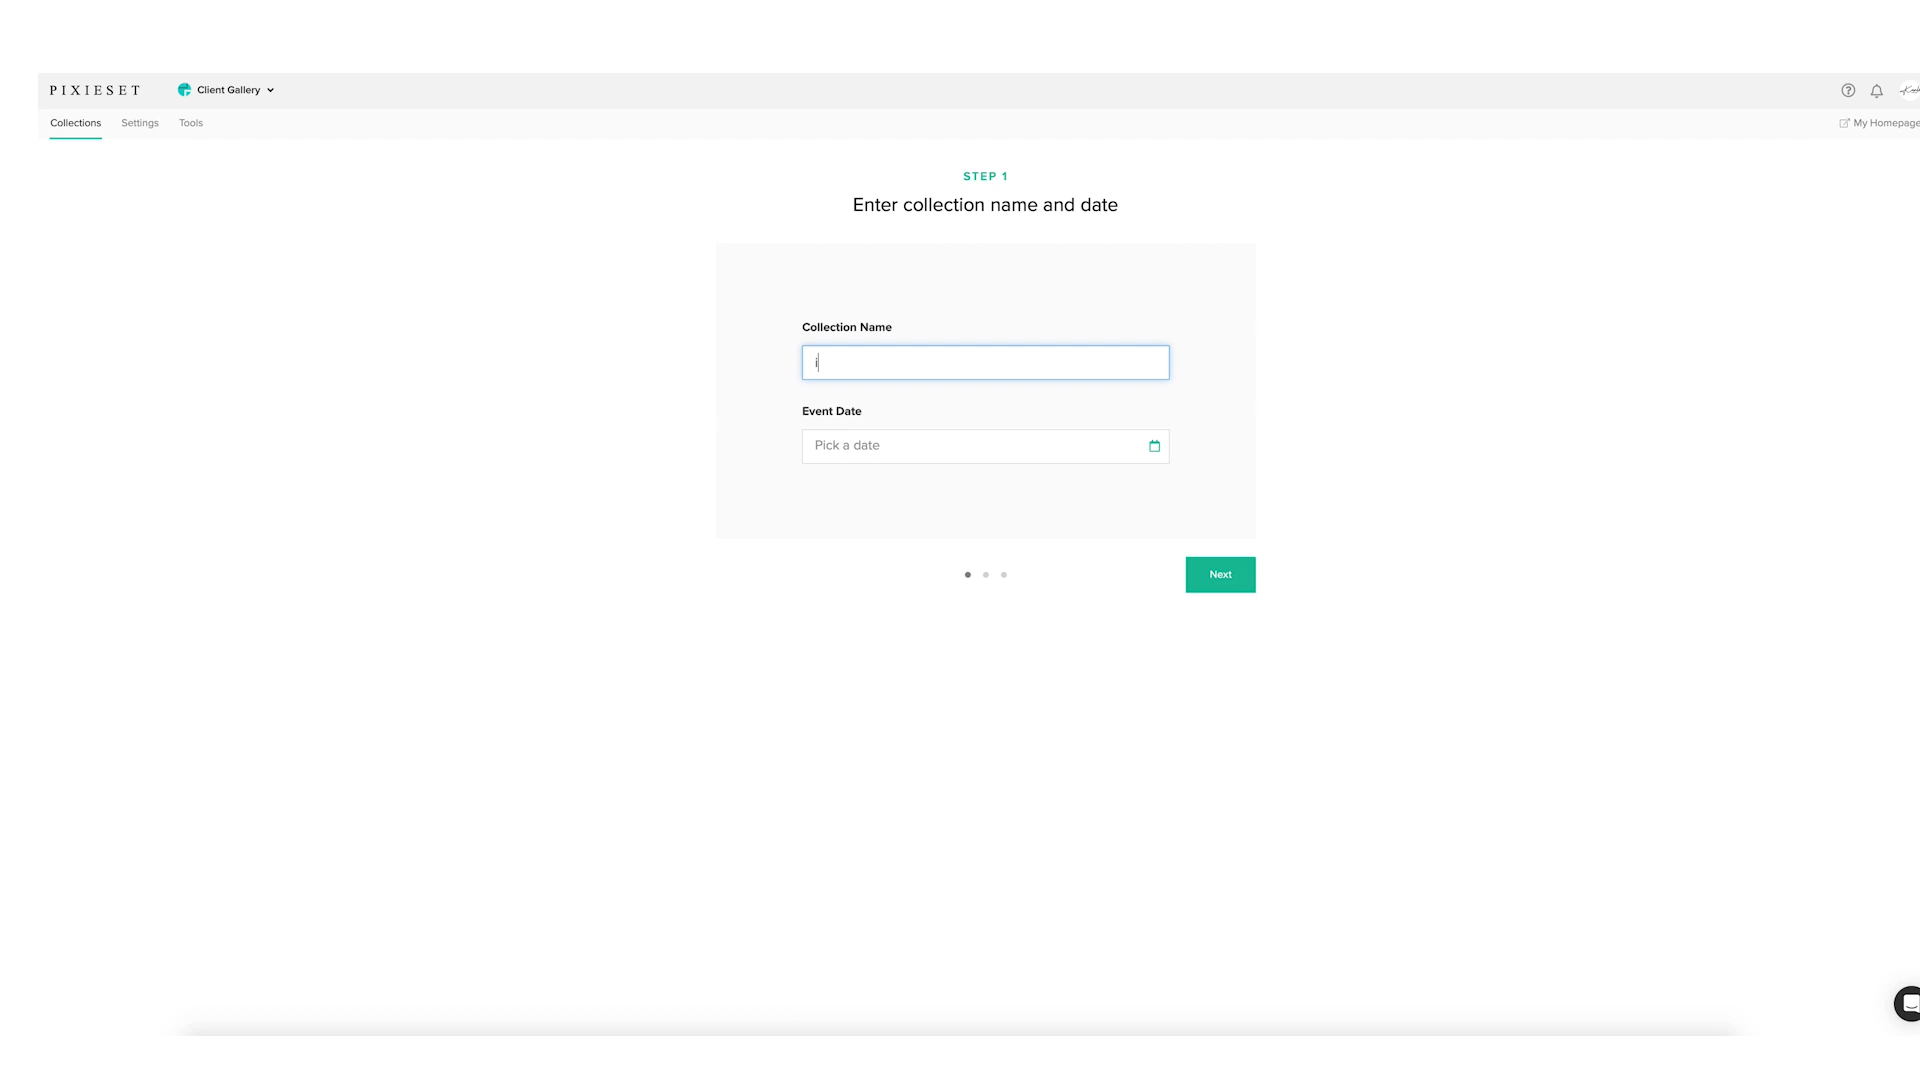 PIXIESET
Client Gallery
Collections
Settings
Tools
My Homepage
STEP 1
Enter collection name and date
Collection Name
i
Event Date
Pick a date
Next